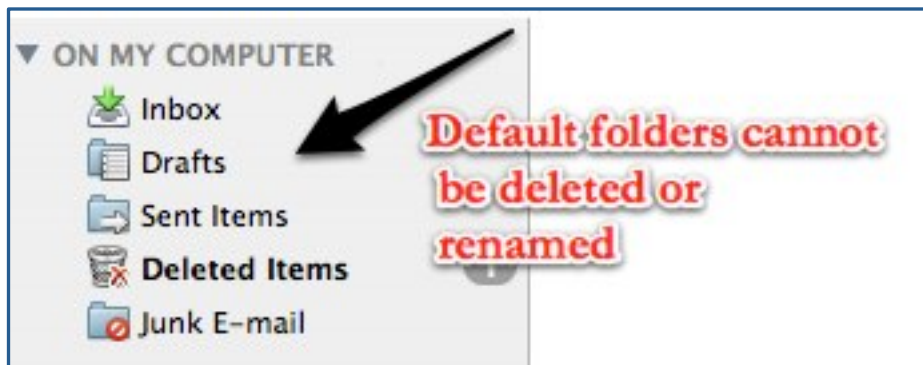 ON MY COMPUTER
Inbox
Drafts
Sent Items
Deleted Items
Junk E-mail
Default folders cannot
be deleted or
renamed